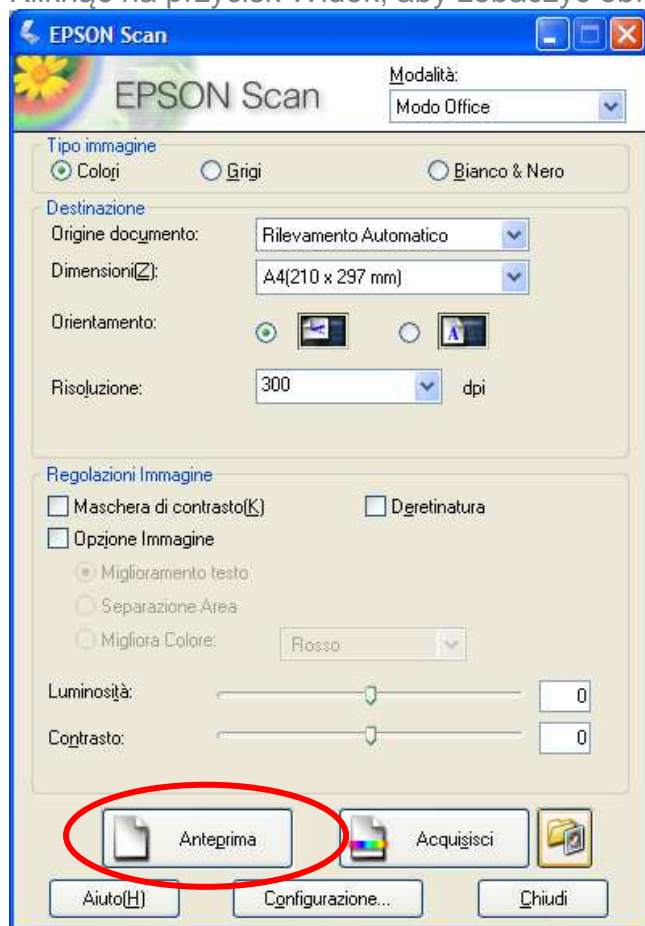 EPSON Scan
EPSON Scan
Modalità:
Modo Office
Tipo immagine
Colori Grigi Bianco & Nero
Destinazione
Origine documento: Rilevamento Automatico
Dimensioni(Z): A4(210 x 297 mm)
Orientamento: A
Risoluzione: 300 dpi
Regolazioni Immagine
Maschera di contrasto(K) Deretinatura
Opzione Immagine
Miglioramento testo
Separazione Area
Migliora Colore: Rosso
Luminosità: 0
Contrasto: 0
Anteprima Acquisisci
Aiuto(H) Configurazione... Chiudi